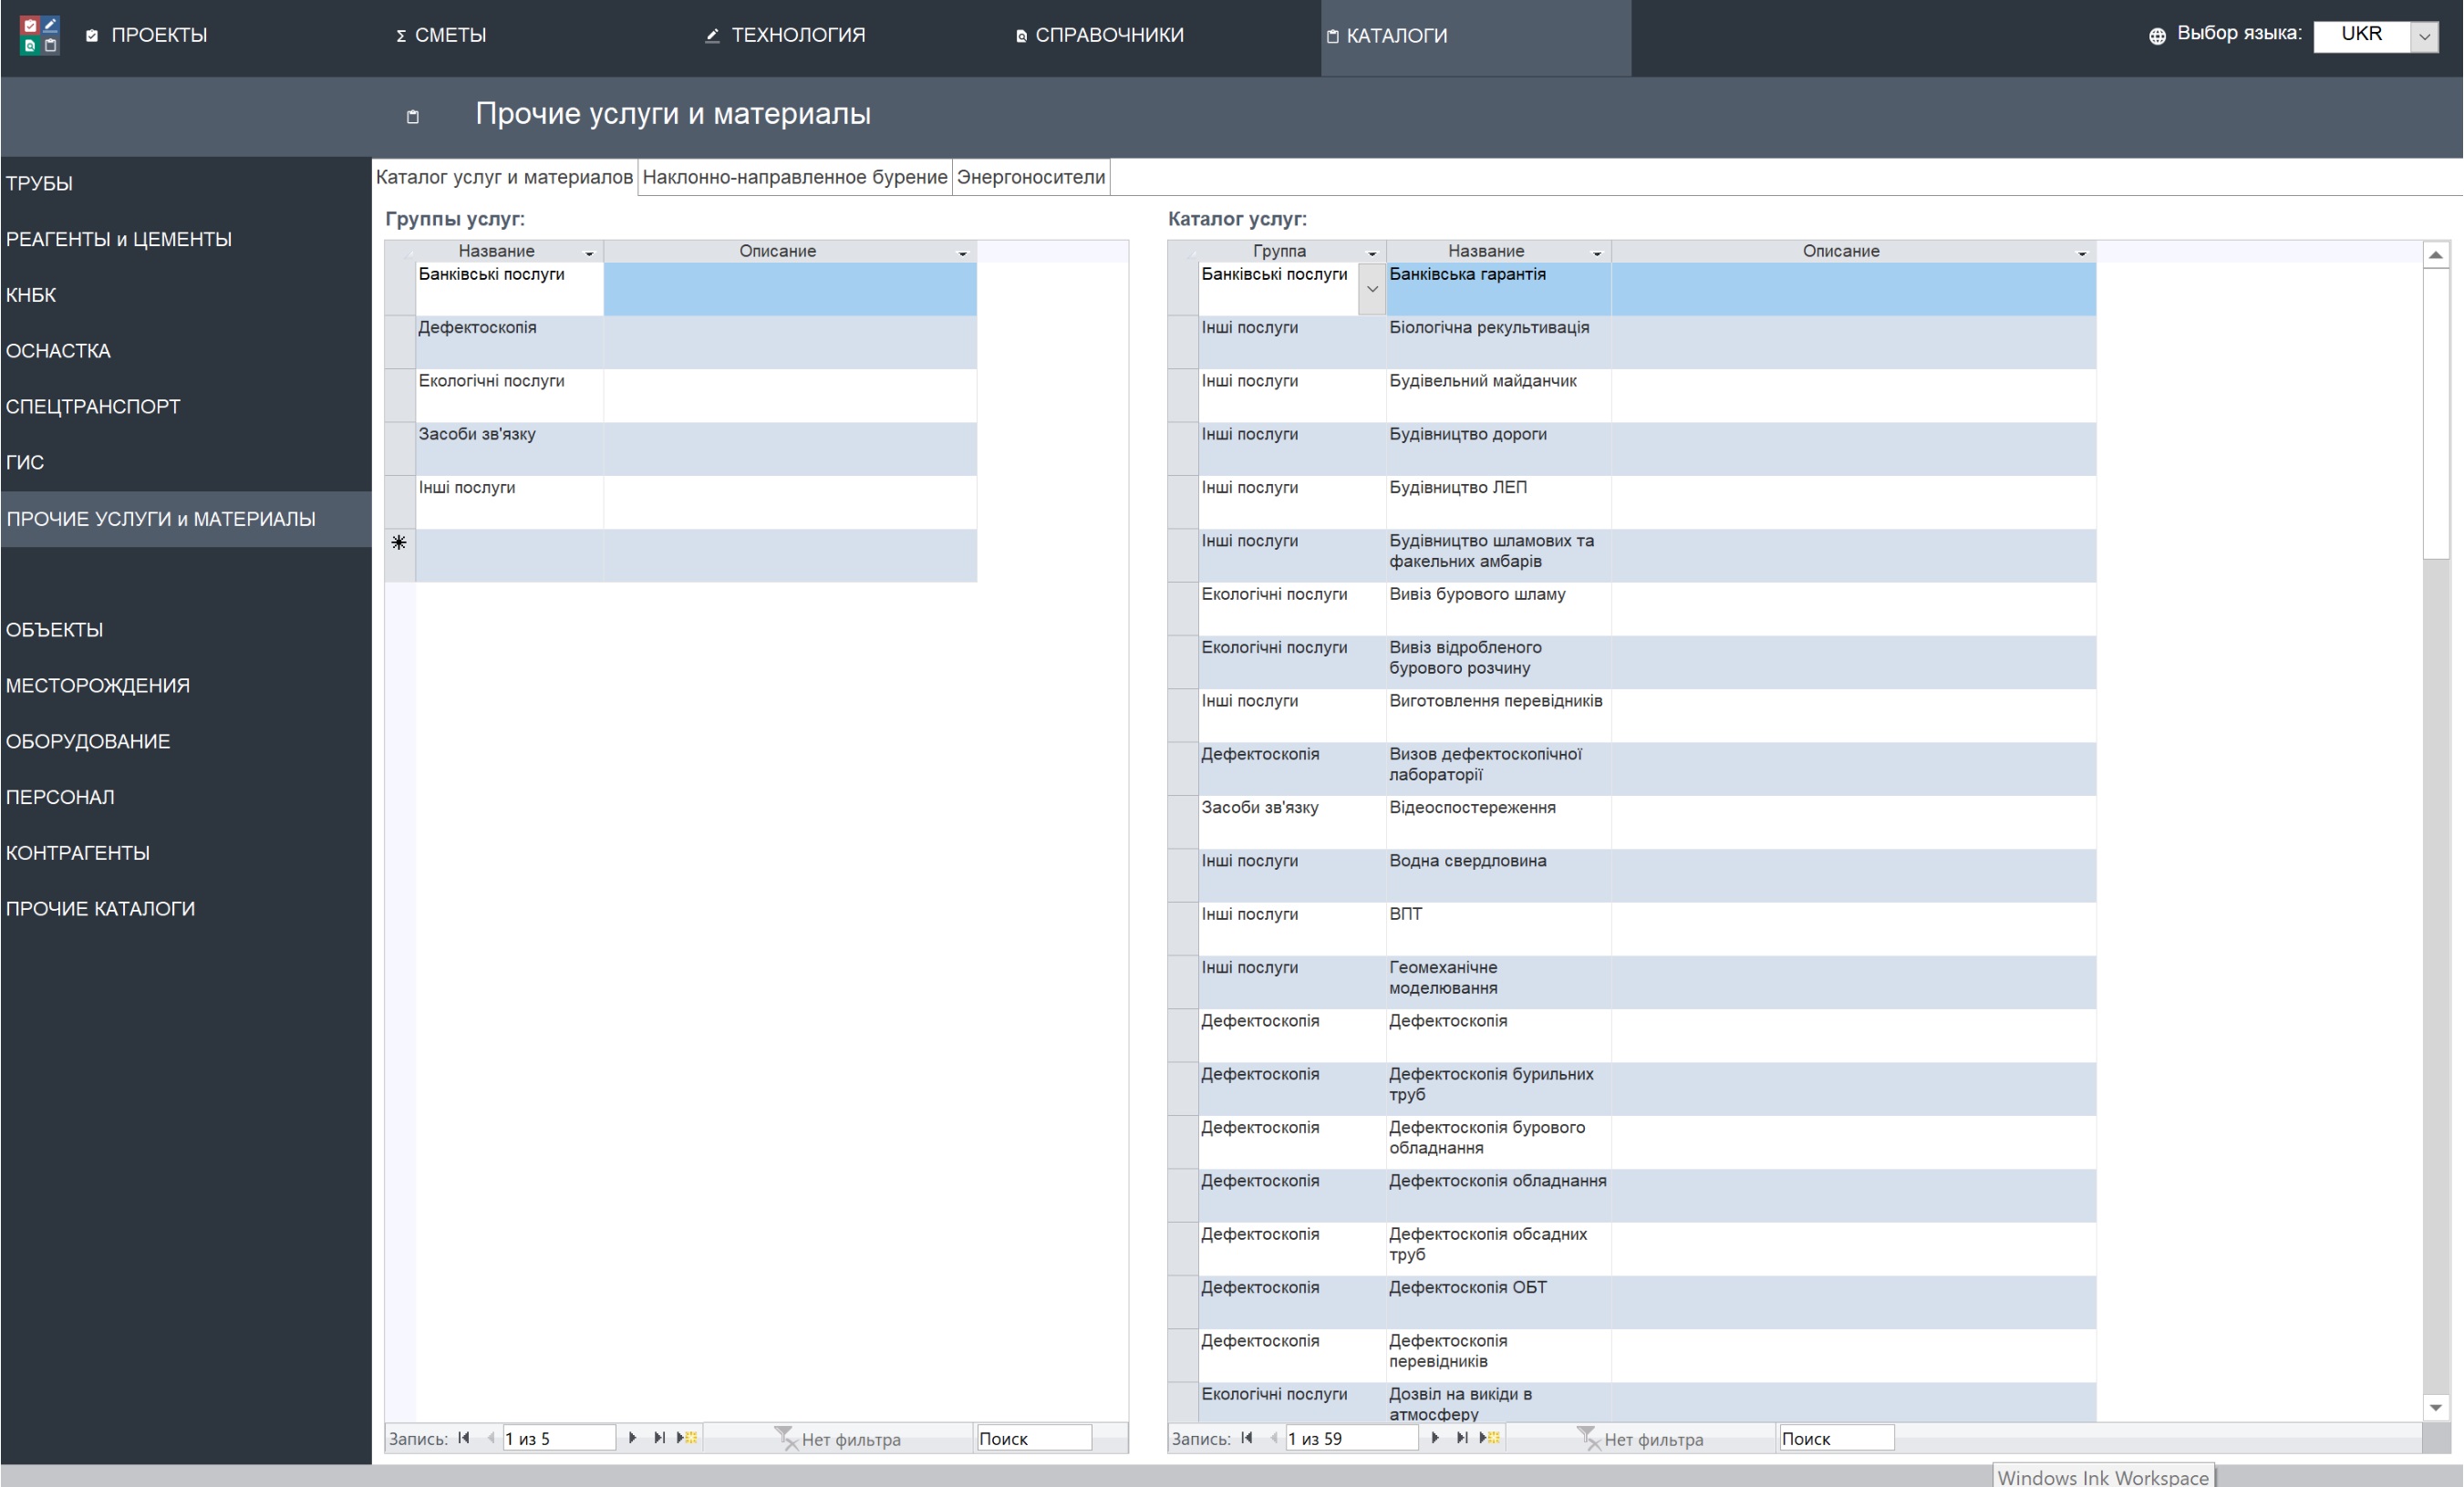 ПРОЕКТЫ
Σ СМЕТЫ
ТЕХНОЛОГИЯ
СПРАВОЧНИКИ
КАТАЛОГИ
Выбор языка: UKR
Прочие услуги и материалы
ТРУБЫ
РЕАГЕНТЫ и ЦЕМЕНТЫ
КНБК
ОСНАСТКА
СПЕЦТРАНСПОРТ
ГИС
ПРОЧИЕ УСЛУГИ и МАТЕРИАЛЫ
ОБЪЕКТЫ
МЕСТОРОЖДЕНИЯ
ОБОРУДОВАНИЕ
ПЕРСОНАЛ
КОНТРАГЕНТЫ
ПРОЧИЕ КАТАЛОГИ
Каталог услуг и материалов Наклонно-направленное бурение Энергоносители
Группы услуг:
Название Описание
Банківські послуги
Дефектоскопія
Екологічні послуги
Засоби зв'язку
Інші послуги
Запись: 1 из 5 Нет фильтра Поиск
Каталог услуг:
Группа Название Описание
Банківські послуги Банківська гарантія
Інші послуги Біологічна рекультивація
Інші послуги Будівельний майданчик
Інші послуги Будівництво дороги
Інші послуги Будівництво ЛЕП
Інші послуги Будівництво шламових та
факельних амбарів
Екологічні послуги Вивіз бурового шламу
Екологічні послуги Вивіз відробленого
бурового розчину
Інші послуги Виготовлення перевідників
Дефектоскопія Визов дефектоскопічної
лабораторії
Засоби зв'язку Відеоспостереження
Інші послуги Водна свердловина
Інші послуги ВПТ
Інші послуги Геомеханічне
моделювання
Дефектоскопія Дефектоскопія
Дефектоскопія Дефектоскопія бурильних
труб
Дефектоскопія Дефектоскопія бурового
обладнання
Дефектоскопія Дефектоскопія обладнання
Дефектоскопія Дефектоскопія обсадних
труб
Дефектоскопія Дефектоскопія ОБТ
Дефектоскопія Дефектоскопія
перевідників
Екологічні послуги Дозвіл на викіди в
атмосферу
Запись: 1 из 59 Нет фильтра Поиск
Windows Ink Workspace